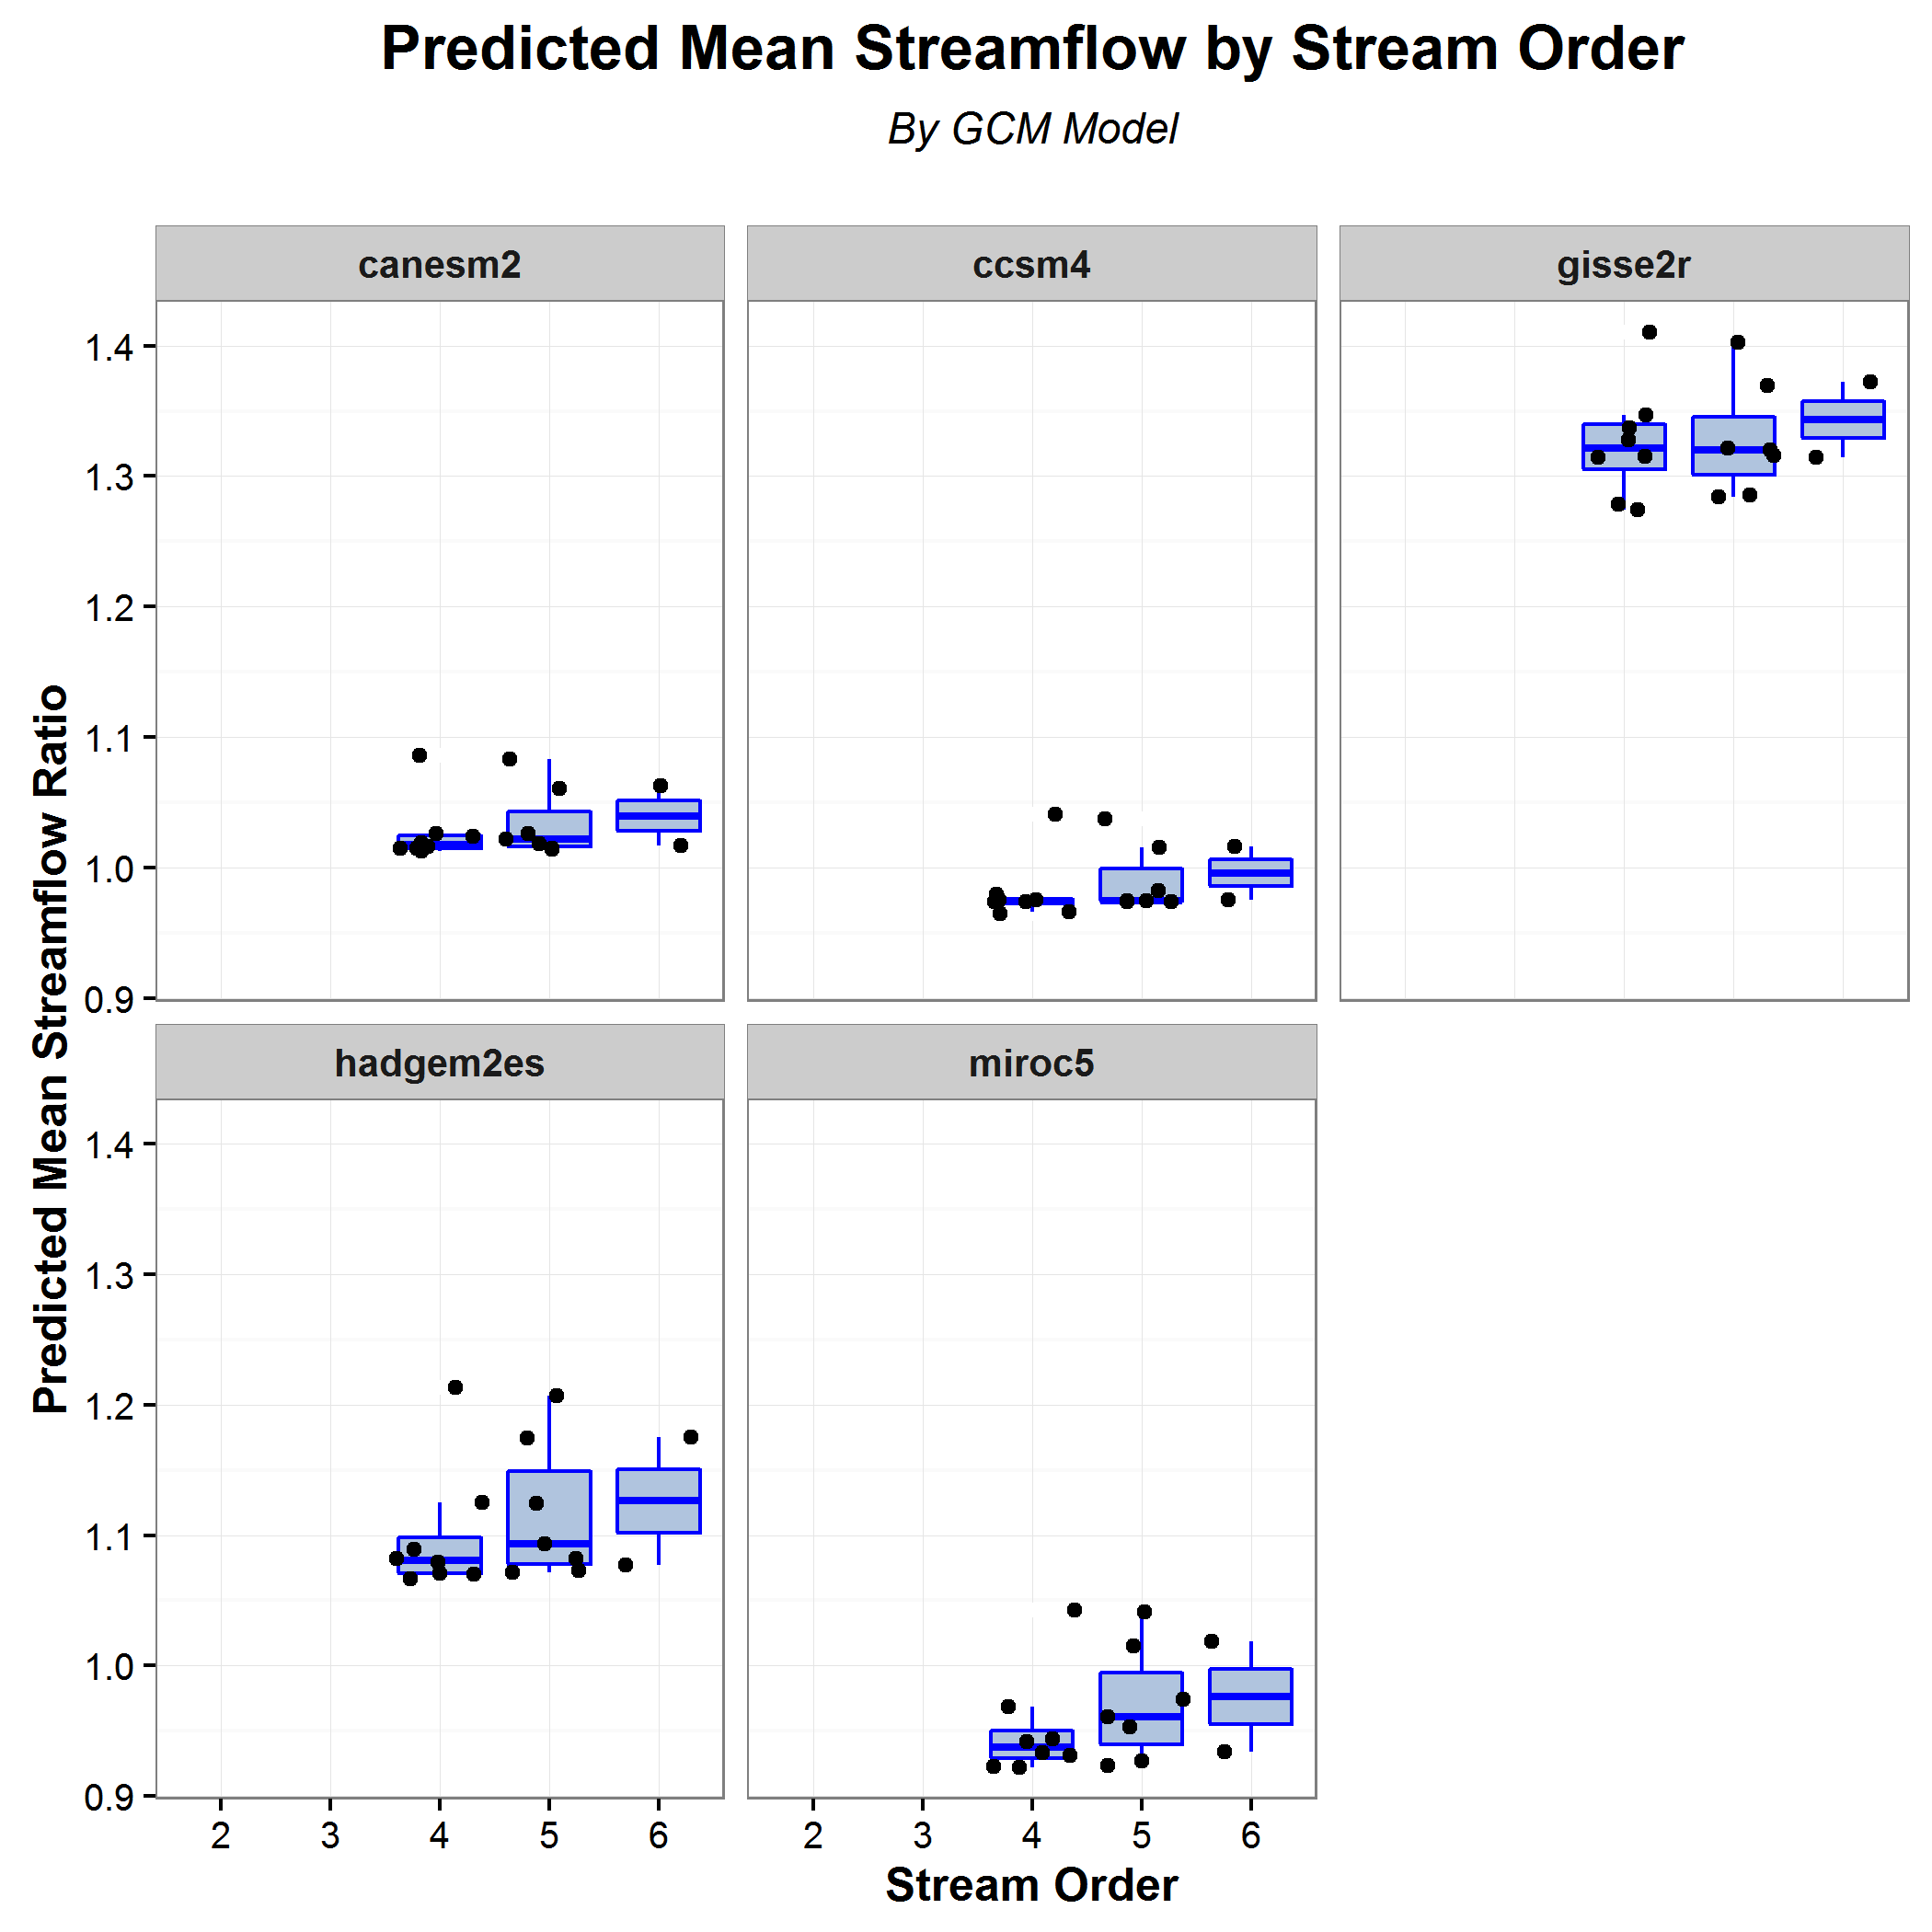 Predicted Mean Streamflow by Stream Order
By GCM Model
canesm2
ccsm4
gisse2r
Predicted Mean Streamflow Ratio
1.4
1.3
1.2
1.1
1.0
0.9
hadgem2es
miroc5
1.4
1.3
1.2
1.1
1.0
0.9
2 3 4 5 6
2 3 4 5 6
Stream Order